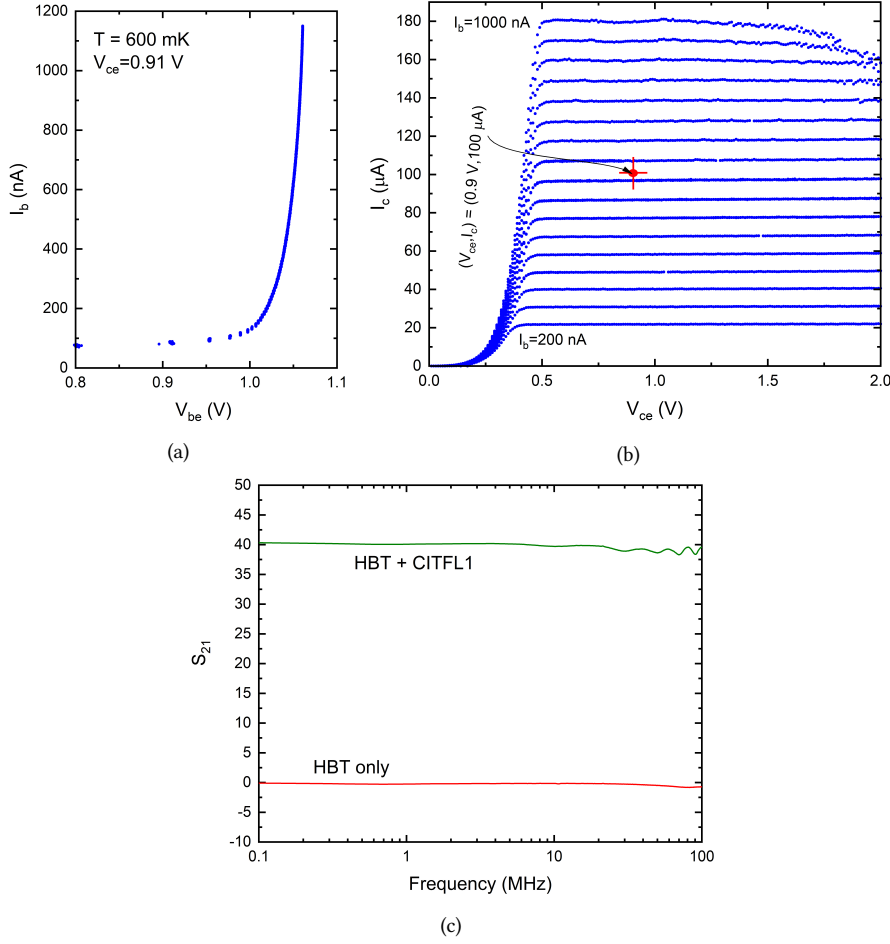 T = 600 mK
V_ce=0.91 V
I_b (nA)
1200
1000
800
600
400
200
0
0.8
0.9
1.0
1.1
V_be (V)
(a)
I_b=1000 nA
I_c (μA)
180
160
140
120
100
80
60
40
20
0
(V_ce,I_c) = (0.9 V,100 μA)
I_b=200 nA
0.0
0.5
1.0
1.5
2.0
V_ce (V)
(b)
S_21
50
45
40
35
30
25
20
15
10
5
0
-5
-10
HBT + CITFL1
HBT only
0.1
1
10
100
Frequency (MHz)
(c)